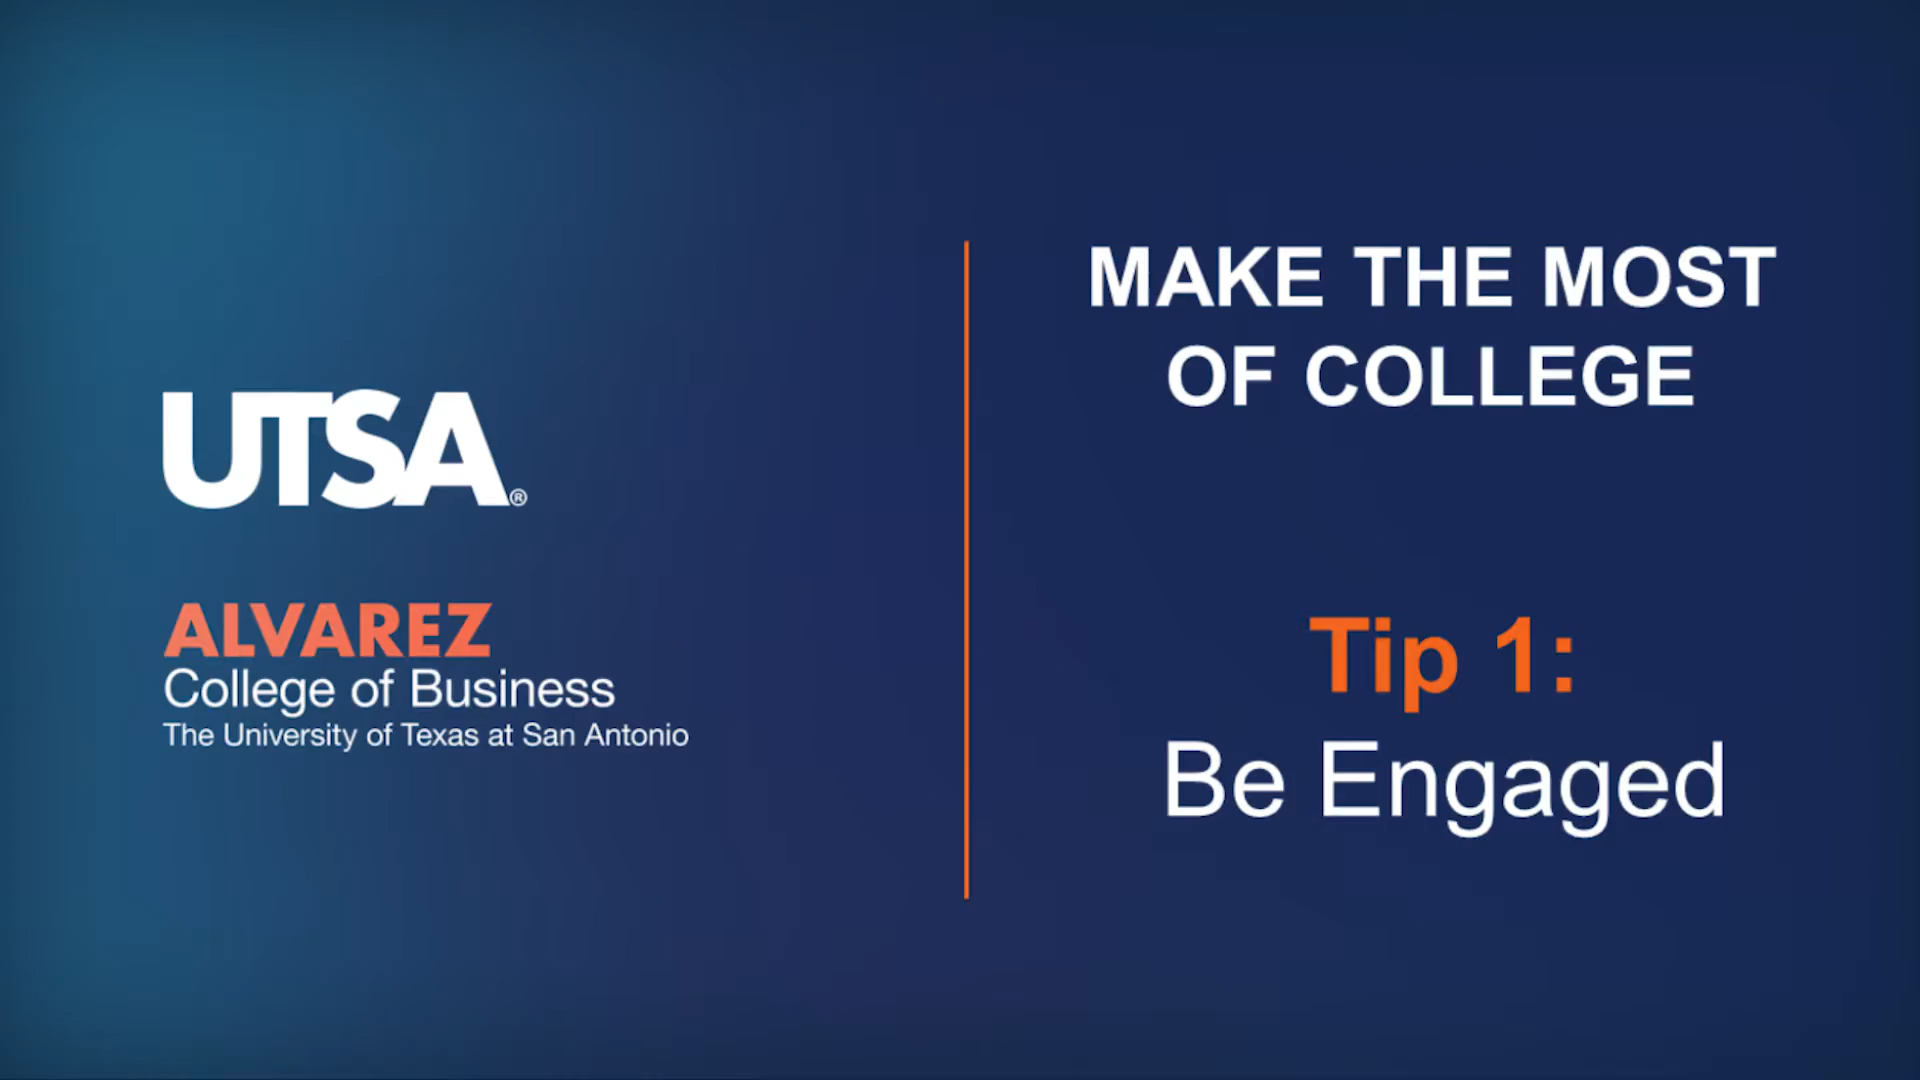 UTSA®
ALVAREZ
College of Business
The University of Texas at San Antonio
MAKE THE MOST
OF COLLEGE
Tip 1:
Be Engaged